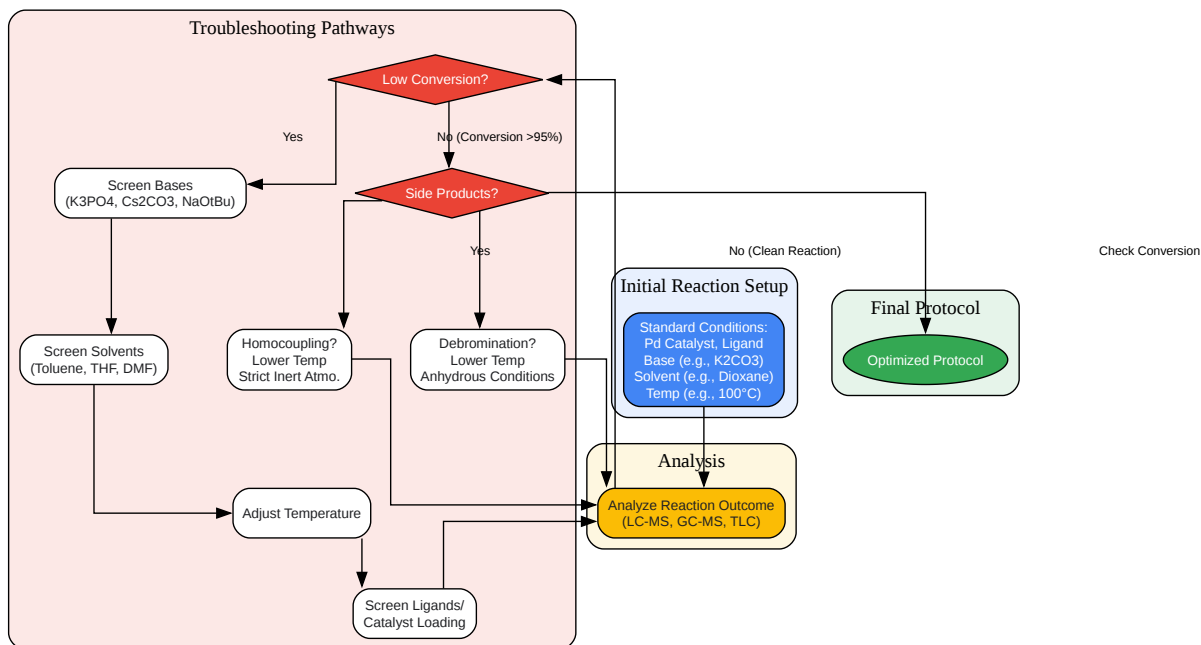 Troubleshooting Pathways
Low Conversion?
Yes
No (Conversion >95%)
Screen Bases
(K3PO4, Cs2CO3, NaOtBu)
Side Products?
Yes
No (Clean Reaction)
Check Conversion
Initial Reaction Setup
Standard Conditions:
Pd Catalyst, Ligand
Base (e.g., K2CO3)
Solvent (e.g., Dioxane)
Temp (e.g., 100°C)
Final Protocol
Optimized Protocol
Screen Solvents
(Toluene, THF, DMF)
Homocoupling?
Lower Temp
Strict Inert Atmo.
Debromination?
Lower Temp
Anhydrous Conditions
Analysis
Analyze Reaction Outcome
(LC-MS, GC-MS, TLC)
Adjust Temperature
Screen Ligands/
Catalyst Loading